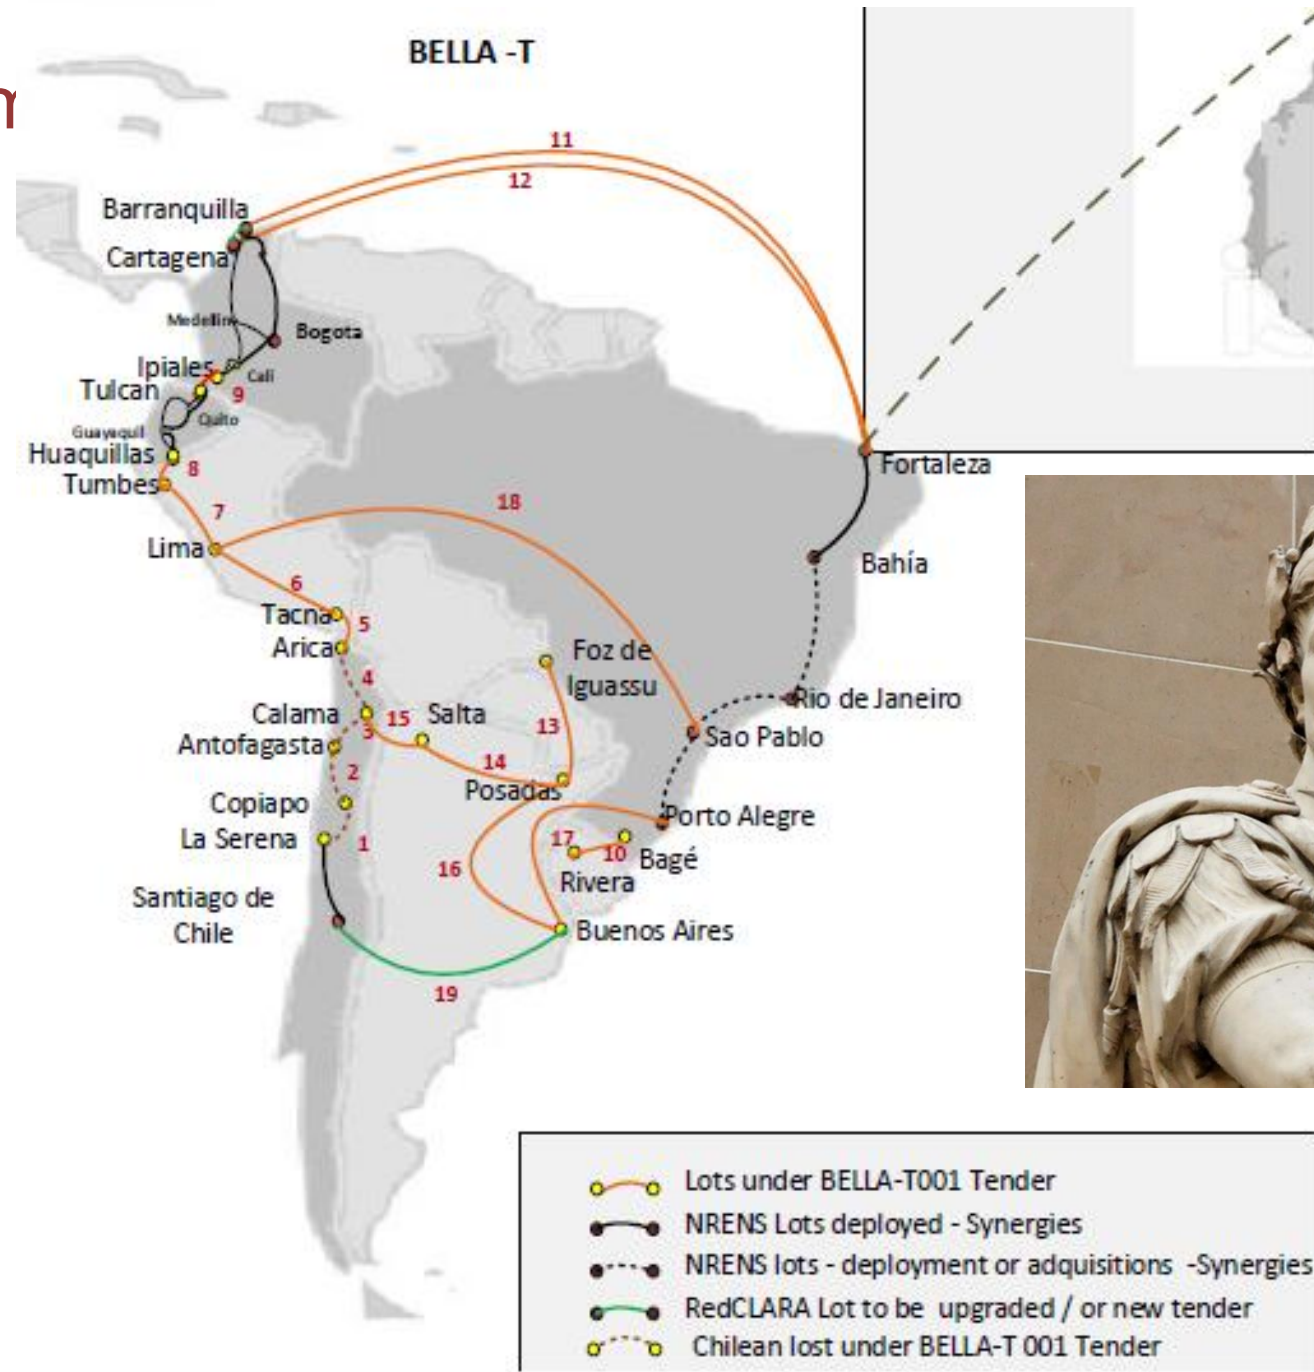 BELLA -T
11
12
Barranquilla
Cartagena
Medellin
Bogota
Ipiales
Cali
Tulcan
9
Quito
Guayaquil
Huaquillas
8
Tumbes
Fortaleza
7
18
Lima
Bahía
6
Tacna
5
Arica
Foz de
Iguassu
4
Rio de Janeiro
Calama
15
Salta
13
3
Antofagasta
Sao Pablo
14
2
Posadas
Copiapo
Porto Alegre
La Serena
1
17
10
Bagé
16
Rivera
Santiago de
Chile
Buenos Aires
19
Lots under BELLA-T001 Tender
NRENS Lots deployed - Synergies
NRENS lots - deployment or adquisitions -Synergies
RedCLARA Lot to be upgraded / or new tender
Chilean lost under BELLA-T 001 Tender